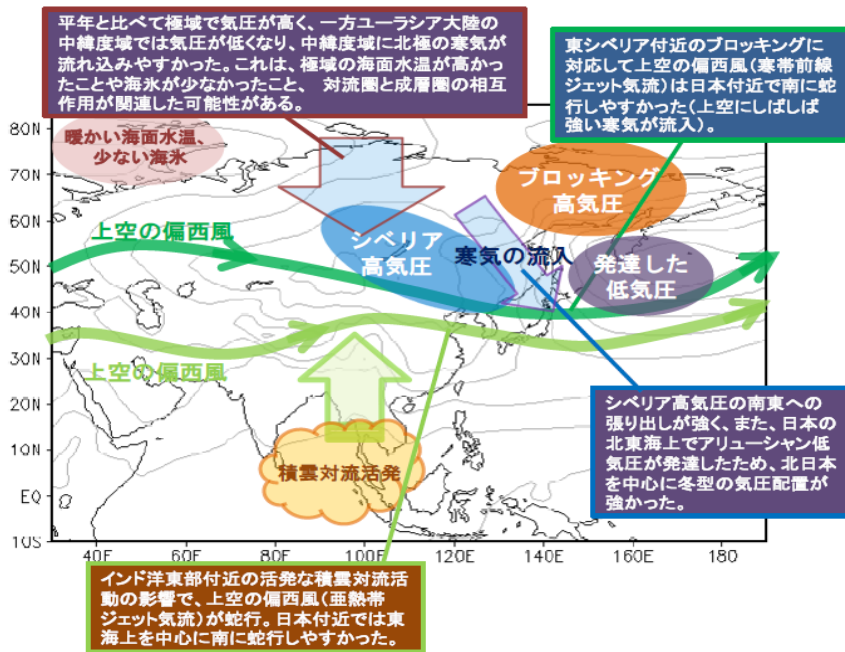 平年と比べて極域で気圧が高く、一方ユーラシア大陸の
中緯度域では気圧が低くなり、中緯度域に北極の寒気が
流れ込みやすかった。これは、極域の海面水温が高かっ
たことや海氷が少なかったこと、 対流圏と成層圏の相互
作用が関連した可能性がある。
東シベリア付近のブロッキングに
対応して上空の偏西風(寒帯前線
ジェット気流)は日本付近で南に蛇
行しやすかった(上空にしばしば
強い寒気が流入)。
80N
70N
60N
50N
40N
30N
20N
10N
EQ
10S
暖かい海面水温、
少ない海氷
ブロッキング
高気圧
上空の偏西風
シベリア
高気圧
寒気の流入
発達した
低気圧
上空の偏西風
積雲対流活発
シベリア高気圧の南東への
張り出しが強く、また、日本の
北東海上でアリューシャン低
気圧が発達したため、北日本
を中心に冬型の気圧配置が
強かった。
40E
60E
80E
100E
120E
140E
160E
180
インド洋東部付近の活発な積雲対流活
動の影響で、上空の偏西風(亜熱帯
ジェット気流)が蛇行。日本付近では東
海上を中心に南に蛇行しやすかった。